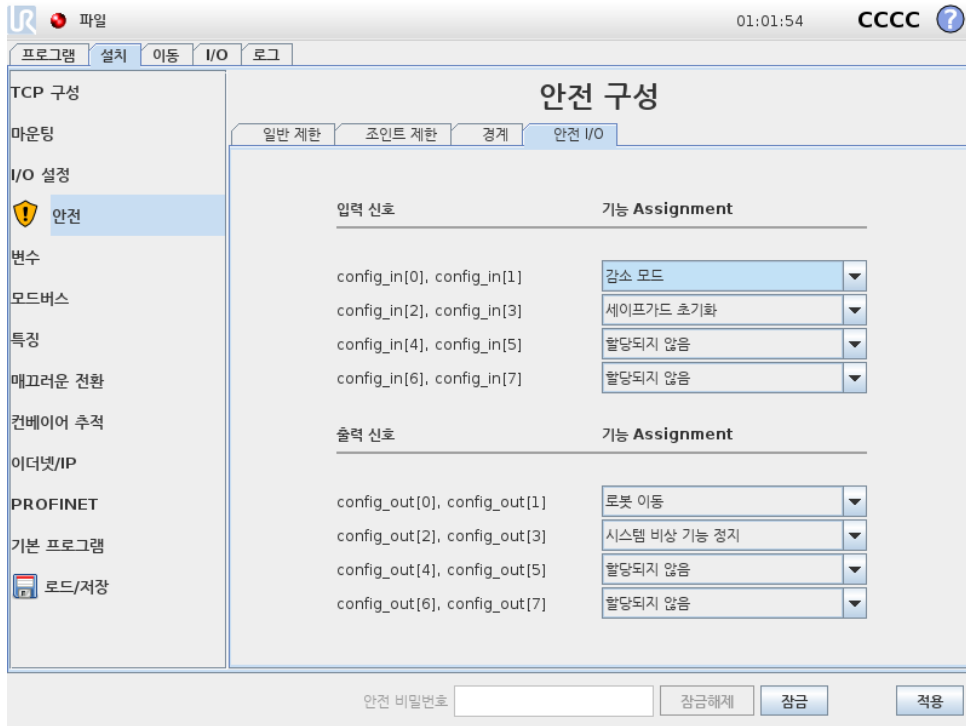 UR 파일 01:01:54 CCCC ?
프로그램 설치 이동 I/O 로그
TCP 구성
마운팅
I/O 설정
안전
변수
모드버스
특징
매끄러운 전환
컨베이어 추적
이더넷/IP
PROFINET
기본 프로그램
로드/저장
안전 구성
일반 제한 조인트 제한 경계 안전 I/O
입력 신호 기능 Assignment
config_in[0], config_in[1] 감소 모드
config_in[2], config_in[3] 세이프가드 초기화
config_in[4], config_in[5] 할당되지 않음
config_in[6], config_in[7] 할당되지 않음
출력 신호 기능 Assignment
config_out[0], config_out[1] 로봇 이동
config_out[2], config_out[3] 시스템 비상 기능 정지
config_out[4], config_out[5] 할당되지 않음
config_out[6], config_out[7] 할당되지 않음
안전 비밀번호 잠금해제 잠금 적용